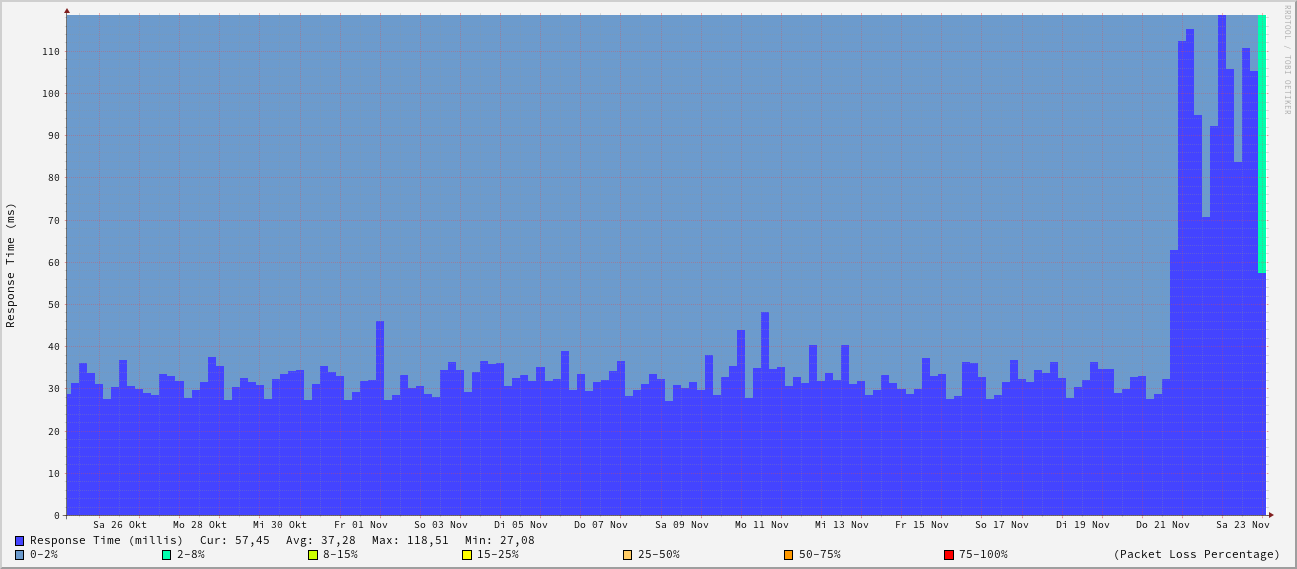 RRDTOOL / TOBI OETIKER
Response Time (ms)
110
100
90
80
70
60
50
40
30
20
10
0
Sa 26 Okt Mo 28 Okt Mi 30 Okt Fr 01 Nov So 03 Nov Di 05 Nov Do 07 Nov Sa 09 Nov Mo 11 Nov Mi 13 Nov Fr 15 Nov So 17 Nov Di 19 Nov Do 21 Nov Sa 23 Nov
Response Time (millis) Cur: 57,45 Avg: 37,28 Max: 118,51 Min: 27,08
0-2% 2-8% 8-15% 15-25% 25-50% 50-75% 75-100% (Packet Loss Percentage)